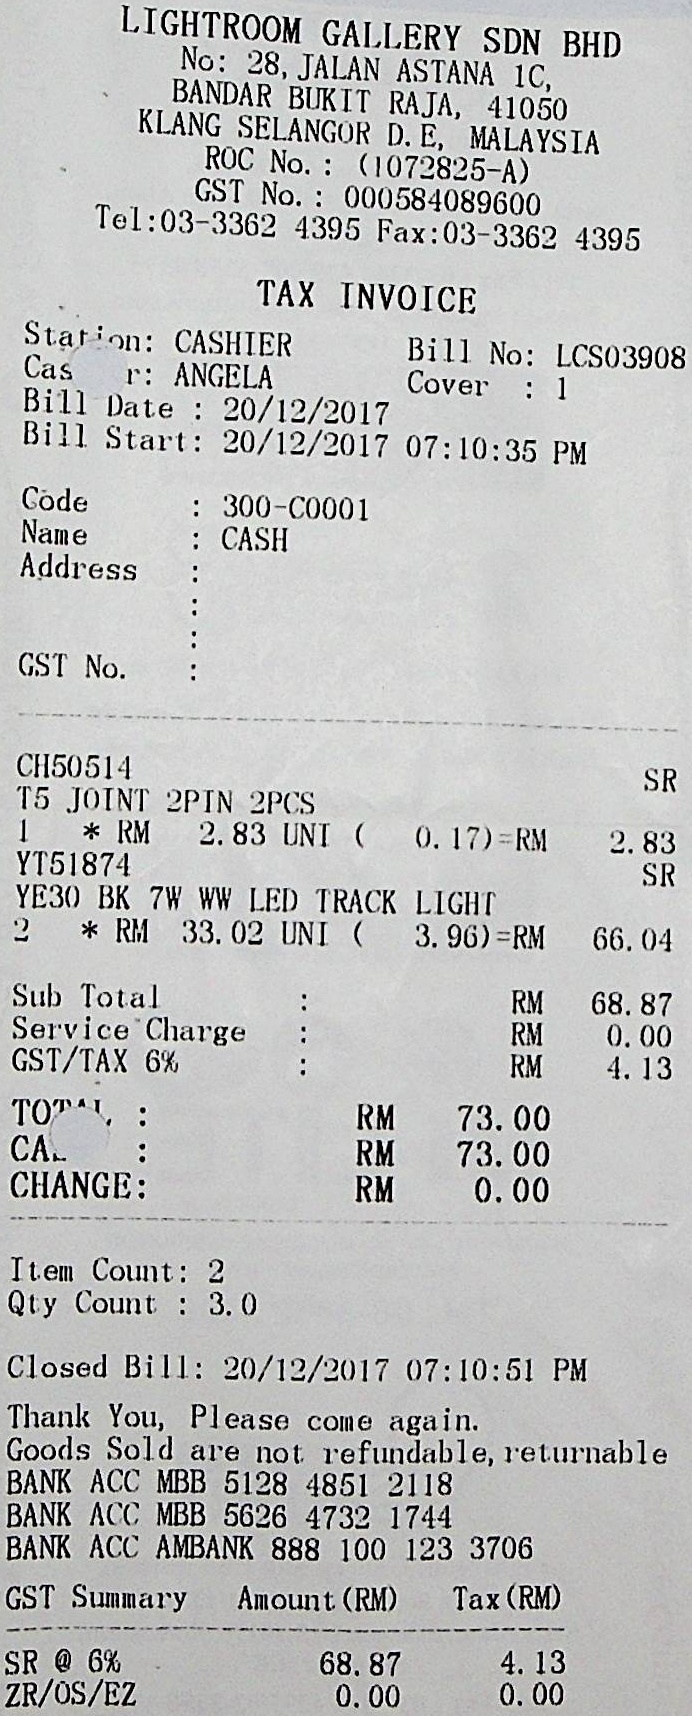 LIGHTROOM GALLERY SDN BHD
No: 28, JALAN ASTANA 1C,
BANDAR BUKIT RAJA, 41050
KLANG SELANGOR D.E, MALAYSIA
ROC No.: (1072825-A)
GST No.: 000584089600
Tel:03-3362 4395 Fax:03-3362 4395
TAX INVOICE
Station: CASHIER Bill No: LCS03908
ANGELA Cover : 1
Bill Date : 20/12/2017
Bill Start: 20/12/2017 07:10:35 PM
Code : 300-C0001
Name : CASH
Address :
:
:
GST No. :
CH50514 SR
T5 JOINT 2PIN 2PCS
1 * RM 2.83 UNI ( 0.17)=RM 2.83
YT51874 SR
YE30 BK 7W WW LED TRACK LIGHT
2 * RM 33.02 UNI ( 3.96)=RM 66.04
Sub Total : RM 68.87
Service Charge : RM 0.00
GST/TAX 6% : RM 4.13
TOTAL : RM 73.00
: RM 73.00
CHANGE: RM 0.00
Item Count: 2
Qty Count : 3.0
Closed Bill: 20/12/2017 07:10:51 PM
Thank You, Please come again.
Goods Sold are not refundable, returnable
BANK ACC MBB 5128 4851 2118
BANK ACC MBB 5626 4732 1744
BANK ACC AMBANK 888 100 123 3706
GST Summary Amount(RM) Tax(RM)
SR @ 6% 68.87 4.13
ZR/OS/EZ 0.00 0.00